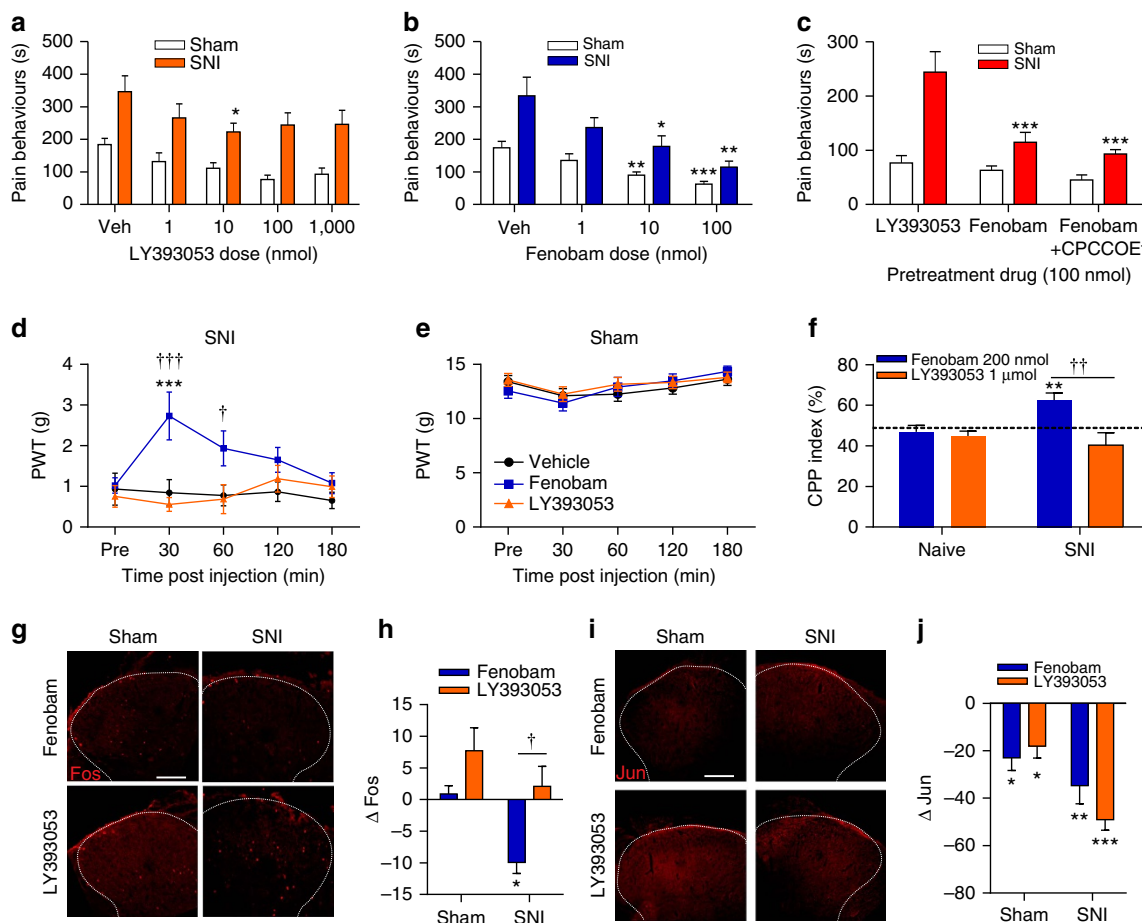 a
Pain behaviours (s)
500
400
300
200
100
0
Sham
SNI
*
Veh 1 10 100 1,000
LY393053 dose (nmol)
b
Pain behaviours (s)
500
400
300
200
100
0
Sham
SNI
** * *** **
Veh 1 10 100
Fenobam dose (nmol)
c
Pain behaviours (s)
400
300
200
100
0
Sham
SNI
*** ***
LY393053 Fenobam Fenobam
+CPCCOEt
Pretreatment drug (100 nmol)
d
SNI
PWT (g)
4
3
2
1
0
†††
***
†
Pre 30 60 120 180
Time post injection (min)
e
Sham
PWT (g)
15
10
5
0
Vehicle
Fenobam
LY393053
Pre 30 60 120 180
Time post injection (min)
f
CPP index (%)
80
60
40
20
0
Fenobam 200 nmol
LY393053 1 μmol
††
**
Naive SNI
g
Sham SNI
Fenobam
Fos
LY393053
h
Fenobam
LY393053
Δ Fos
10
5
0
–5
–10
–15
†
*
Sham SNI
i
Sham SNI
Fenobam
Jun
LY393053
j
Fenobam
LY393053
Δ Jun
0
–20
–40
–60
–80
* * ** ***
Sham SNI